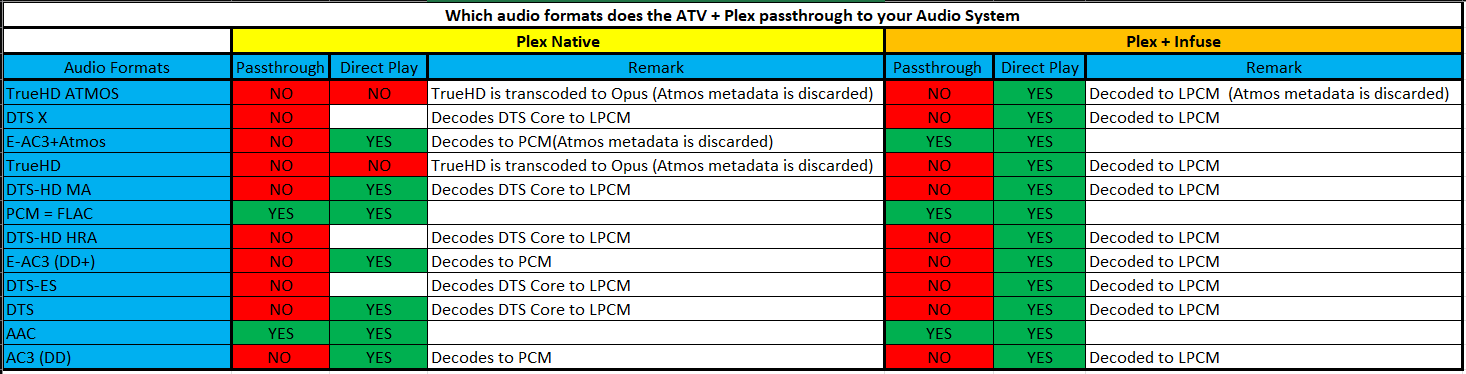 Which audio formats does the ATV + Plex passthrough to your Audio System
Plex Native Plex + Infuse
Audio Formats Passthrough Direct Play Remark Passthrough Direct Play Remark
TrueHD ATMOS NO NO TrueHD is transcoded to Opus (Atmos metadata is discarded) NO YES Decoded to LPCM (Atmos metadata is discarded)
DTS X NO Decodes DTS Core to LPCM NO YES Decoded to LPCM
E-AC3+Atmos NO YES Decodes to PCM(Atmos metadata is discarded) YES YES
TrueHD NO NO TrueHD is transcoded to Opus (Atmos metadata is discarded) NO YES Decoded to LPCM
DTS-HD MA NO YES Decodes DTS Core to LPCM NO YES Decoded to LPCM
PCM = FLAC YES YES YES YES
DTS-HD HRA NO Decodes DTS Core to LPCM NO YES Decoded to LPCM
E-AC3 (DD+) NO YES Decodes to PCM NO YES Decoded to LPCM
DTS-ES NO Decodes DTS Core to LPCM NO YES Decoded to LPCM
DTS NO YES Decodes DTS Core to LPCM NO YES Decoded to LPCM
AAC YES YES YES YES
AC3 (DD) NO YES Decodes to PCM NO YES Decoded to LPCM